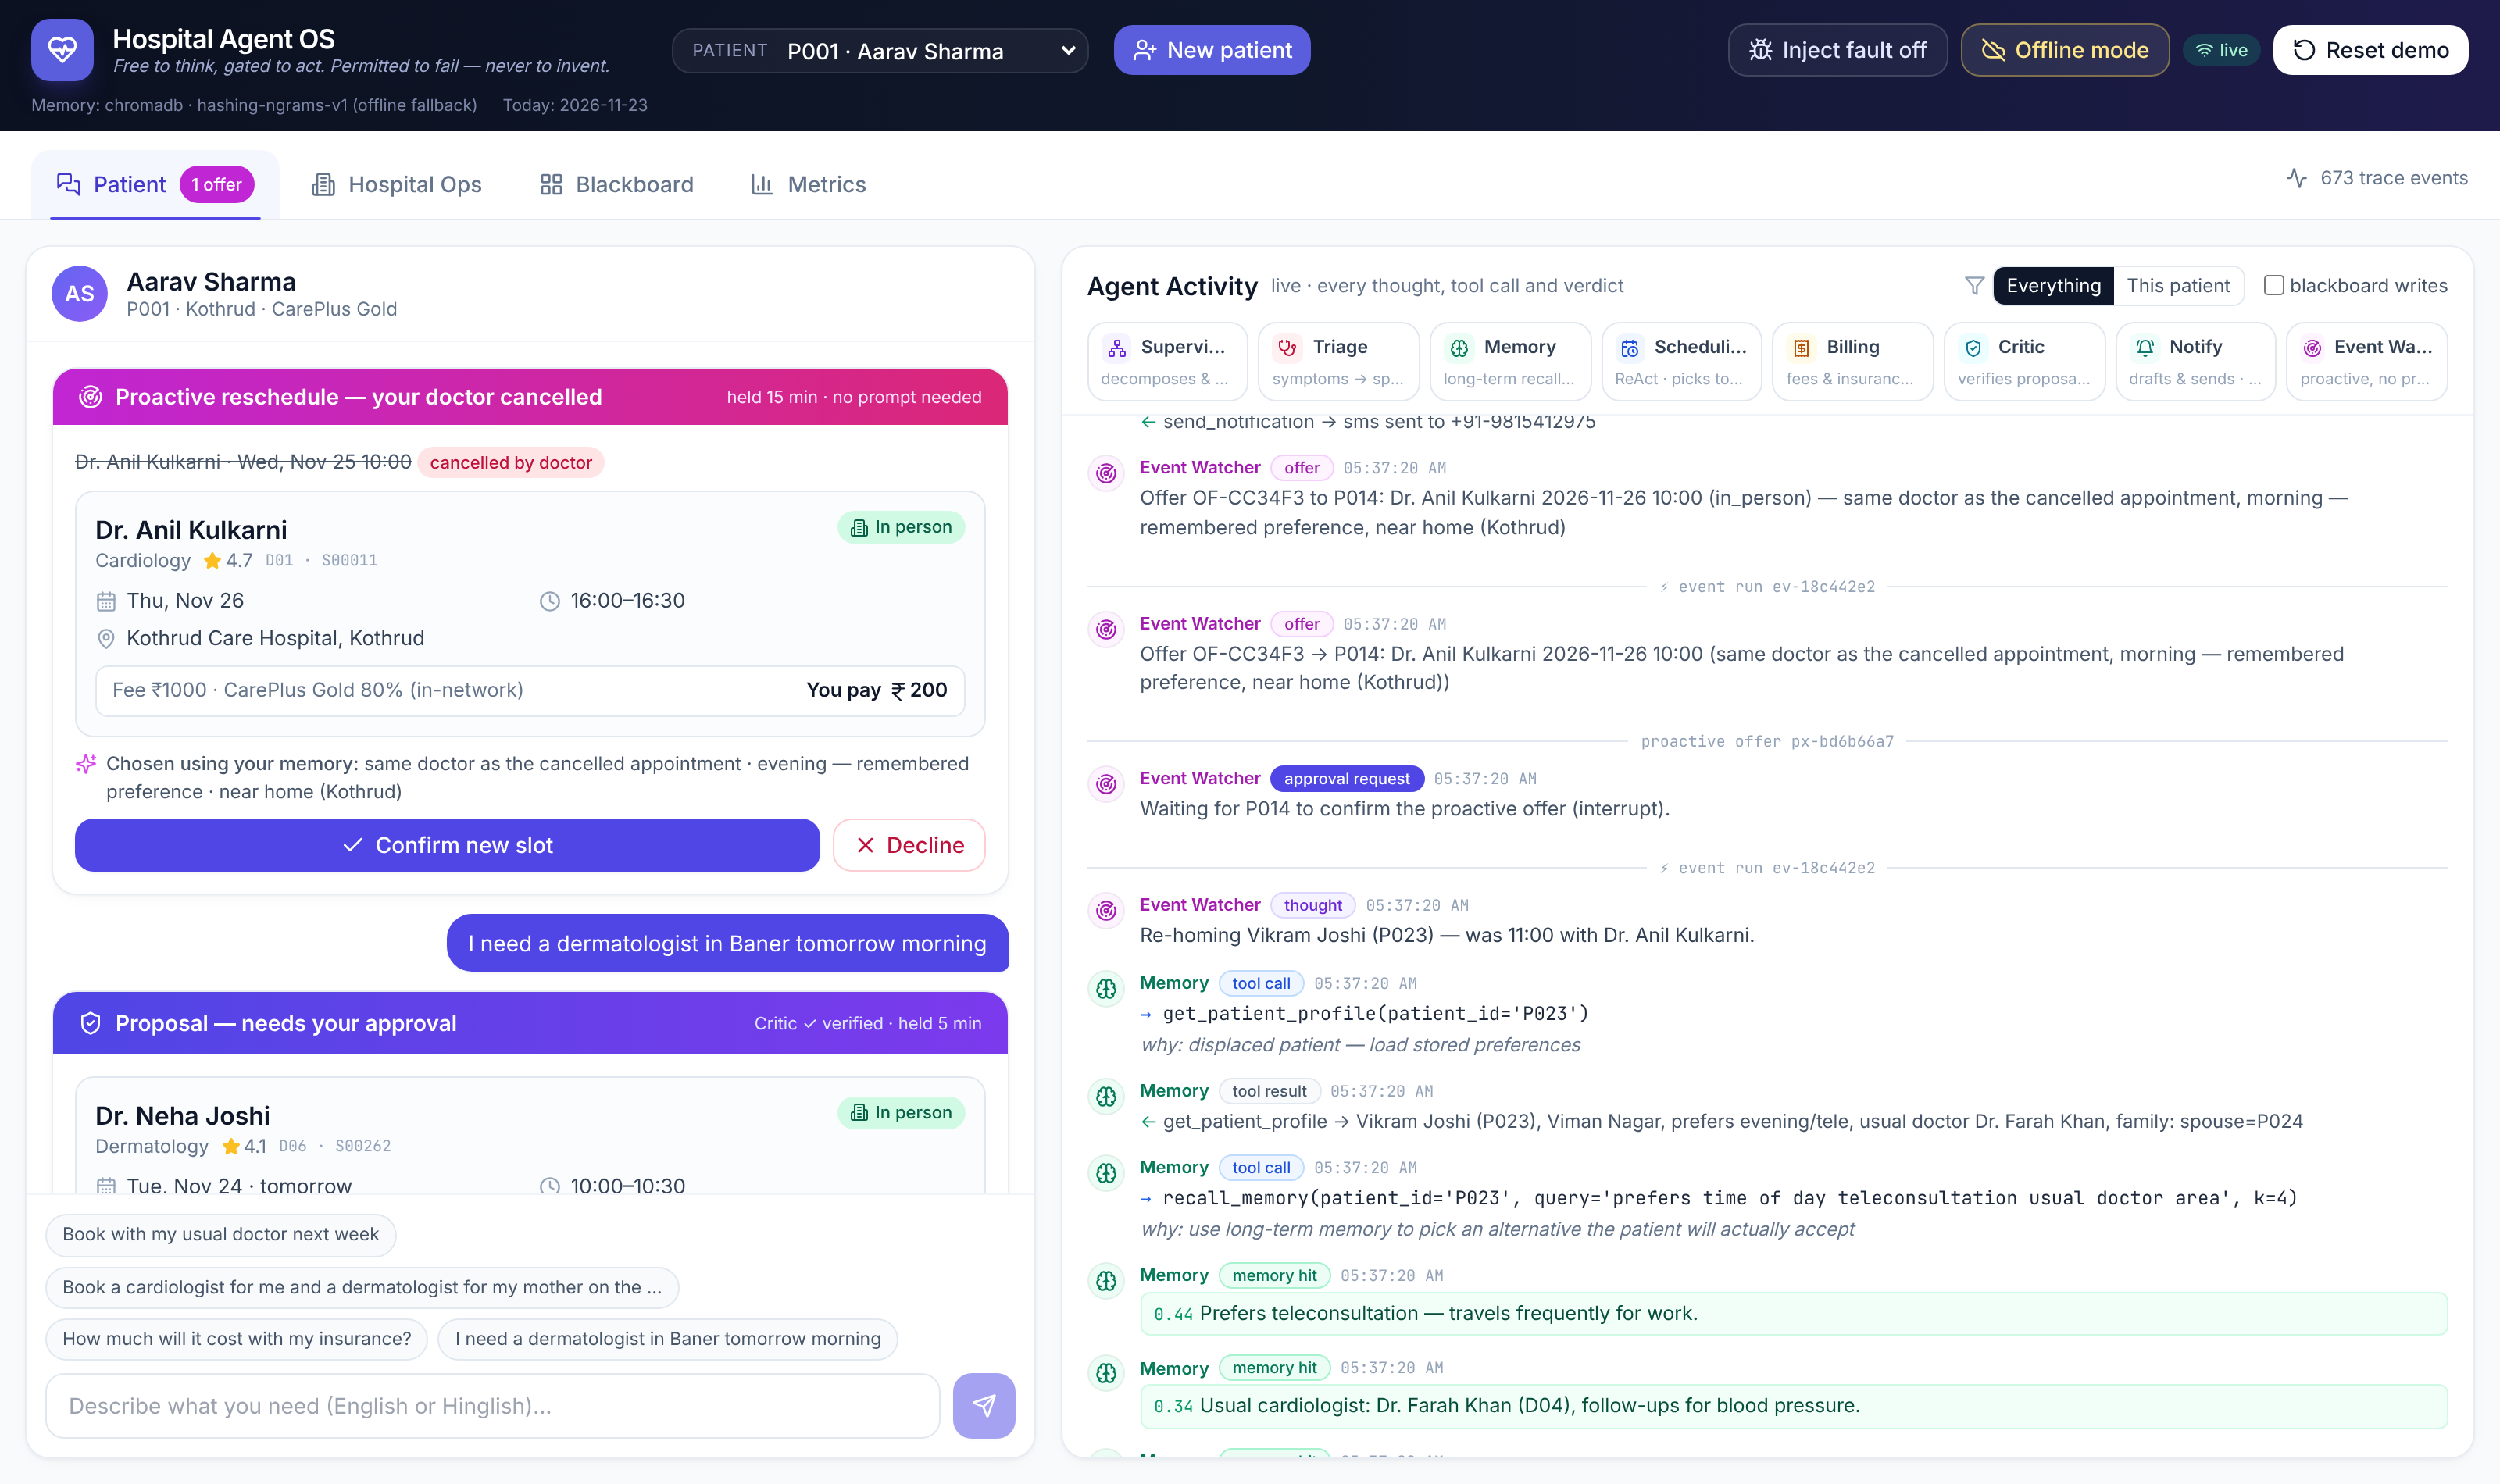 Hospital Agent OS
Free to think, gated to act. Permitted to fail — never to invent.
PATIENT P001 · Aarav Sharma
New patient
Inject fault off
Offline mode
live
Reset demo
Memory: chromadb · hashing-ngrams-v1 (offline fallback) Today: 2026-11-23
Patient 1 offer
Hospital Ops
Blackboard
Metrics
673 trace events
AS
Aarav Sharma
P001 · Kothrud · CarePlus Gold
Proactive reschedule — your doctor cancelled
held 15 min · no prompt needed
Dr. Anil Kulkarni · Wed, Nov 25 10:00 cancelled by doctor
Dr. Anil Kulkarni
In person
Cardiology 4.7 D01 · S00011
Thu, Nov 26 16:00–16:30
Kothrud Care Hospital, Kothrud
Fee ₹1000 · CarePlus Gold 80% (in-network) You pay ₹200
Chosen using your memory: same doctor as the cancelled appointment · evening — remembered
preference · near home (Kothrud)
Confirm new slot
Decline
I need a dermatologist in Baner tomorrow morning
Proposal — needs your approval
Critic ✓ verified · held 5 min
Dr. Neha Joshi
In person
Dermatology 4.1 D06 · S00262
Tue, Nov 24 · tomorrow 10:00–10:30
Book with my usual doctor next week
Book a cardiologist for me and a dermatologist for my mother on the ...
How much will it cost with my insurance?
I need a dermatologist in Baner tomorrow morning
Describe what you need (English or Hinglish)...
Agent Activity live · every thought, tool call and verdict
Everything This patient
blackboard writes
Supervi...
decomposes & ...
Triage
symptoms → sp...
Memory
long-term recall...
Scheduli...
ReAct · picks to...
Billing
fees & insuranc...
Critic
verifies proposa...
Notify
drafts & sends · ...
Event Wa...
proactive, no pr...
← send_notification → sms sent to +91-9815412975
Event Watcher offer 05:37:20 AM
Offer OF-CC34F3 to P014: Dr. Anil Kulkarni 2026-11-26 10:00 (in_person) — same doctor as the cancelled appointment, morning —
remembered preference, near home (Kothrud)
⚡ event run ev-18c442e2
Event Watcher offer 05:37:20 AM
Offer OF-CC34F3 → P014: Dr. Anil Kulkarni 2026-11-26 10:00 (same doctor as the cancelled appointment, morning — remembered
preference, near home (Kothrud))
proactive offer px-bd6b66a7
Event Watcher approval request 05:37:20 AM
Waiting for P014 to confirm the proactive offer (interrupt).
⚡ event run ev-18c442e2
Event Watcher thought 05:37:20 AM
Re-homing Vikram Joshi (P023) — was 11:00 with Dr. Anil Kulkarni.
Memory tool call 05:37:20 AM
→ get_patient_profile(patient_id='P023')
why: displaced patient — load stored preferences
Memory tool result 05:37:20 AM
← get_patient_profile → Vikram Joshi (P023), Viman Nagar, prefers evening/tele, usual doctor Dr. Farah Khan, family: spouse=P024
Memory tool call 05:37:20 AM
→ recall_memory(patient_id='P023', query='prefers time of day teleconsultation usual doctor area', k=4)
why: use long-term memory to pick an alternative the patient will actually accept
Memory memory hit 05:37:20 AM
0.44 Prefers teleconsultation — travels frequently for work.
Memory memory hit 05:37:20 AM
0.34 Usual cardiologist: Dr. Farah Khan (D04), follow-ups for blood pressure.